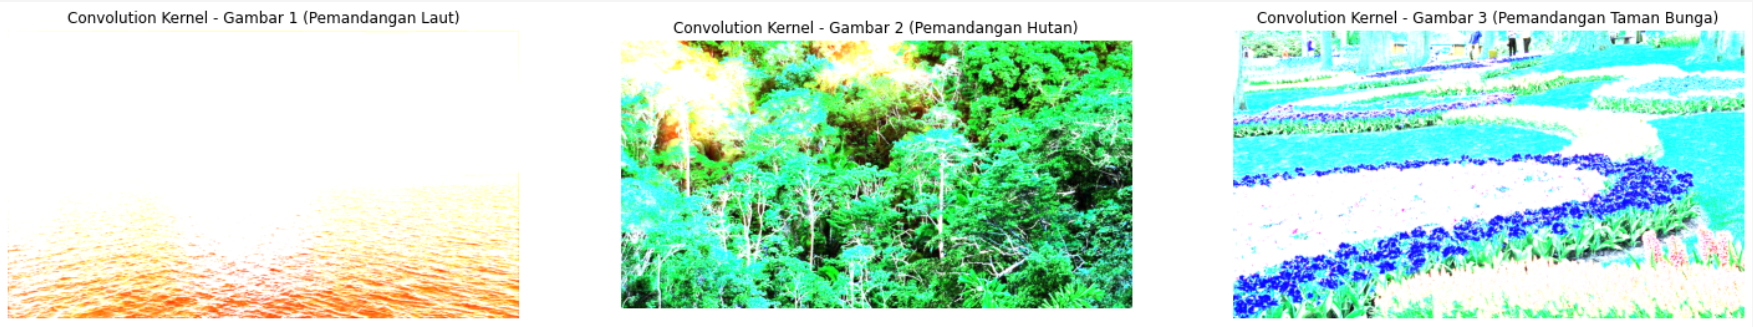 Convolution Kernel - Gambar 1 (Pemandangan Laut)
Convolution Kernel - Gambar 2 (Pemandangan Hutan)
Convolution Kernel - Gambar 3 (Pemandangan Taman Bunga)